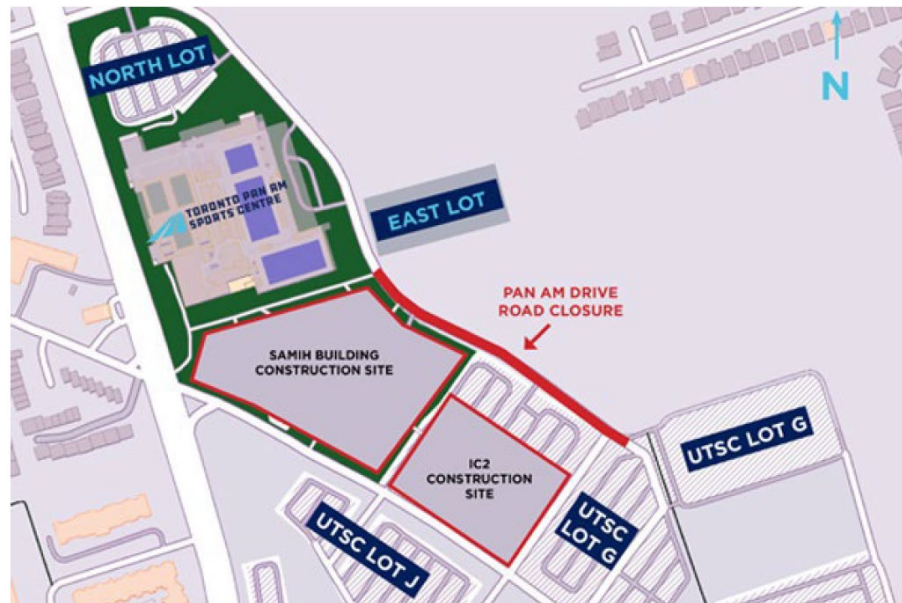 NORTH LOT
N
TORONTO PAN AM
SPORTS CENTRE
EAST LOT
PAN AM DRIVE
ROAD CLOSURE
SAMIH BUILDING
CONSTRUCTION SITE
UTSC LOT G
IC2
CONSTRUCTION
SITE
UTSC
LOT G
UTSC LOT J